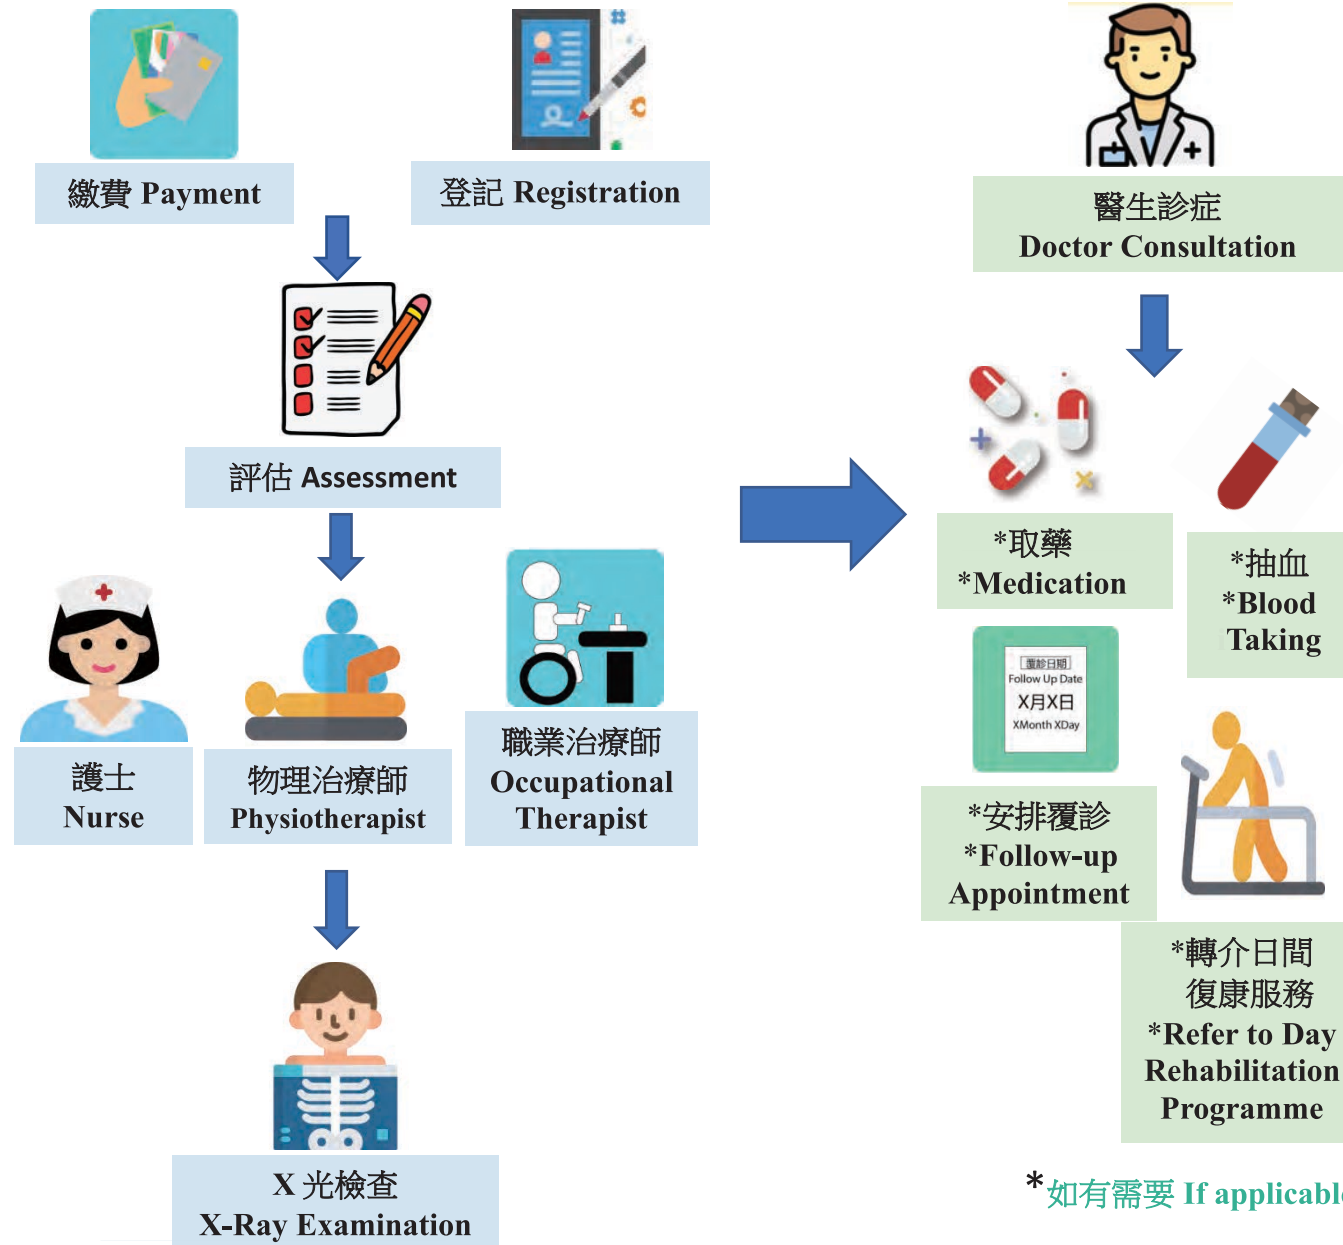 繳費 Payment
登記 Registration
評估 Assessment
護士
Nurse
物理治療師
Physiotherapist
職業治療師
Occupational
Therapist
X 光檢查
X-Ray Examination
醫生診症
Doctor Consultation
*取藥
*Medication
*抽血
*Blood
Taking
覆診日期
Follow Up Date
X月X日
XMonth XDay
*安排覆診
*Follow-up
Appointment
*轉介日間
復康服務
*Refer to Day
Rehabilitation
Programme
*如有需要 If applicable